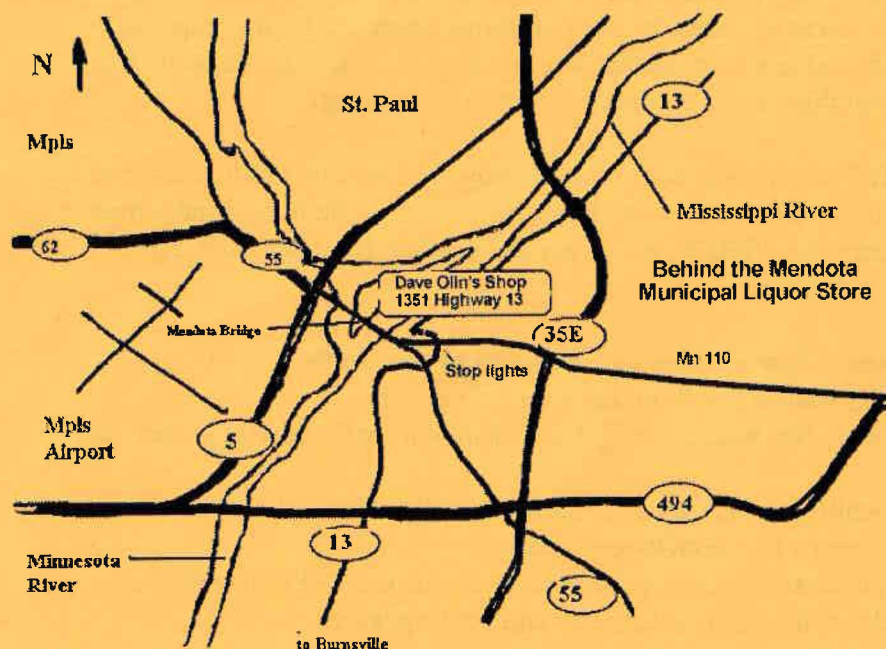 N
St. Paul
13
Mpls
Mississippi River
62
55
Behind the Mendota
Municipal Liquor Store
Dave Olin's Shop
1351 Highway 13
Mendota Bridge
35E
Stop lights
Mn 110
Mpls
Airport
5
494
13
Minnesota
River
55
to Burnsville